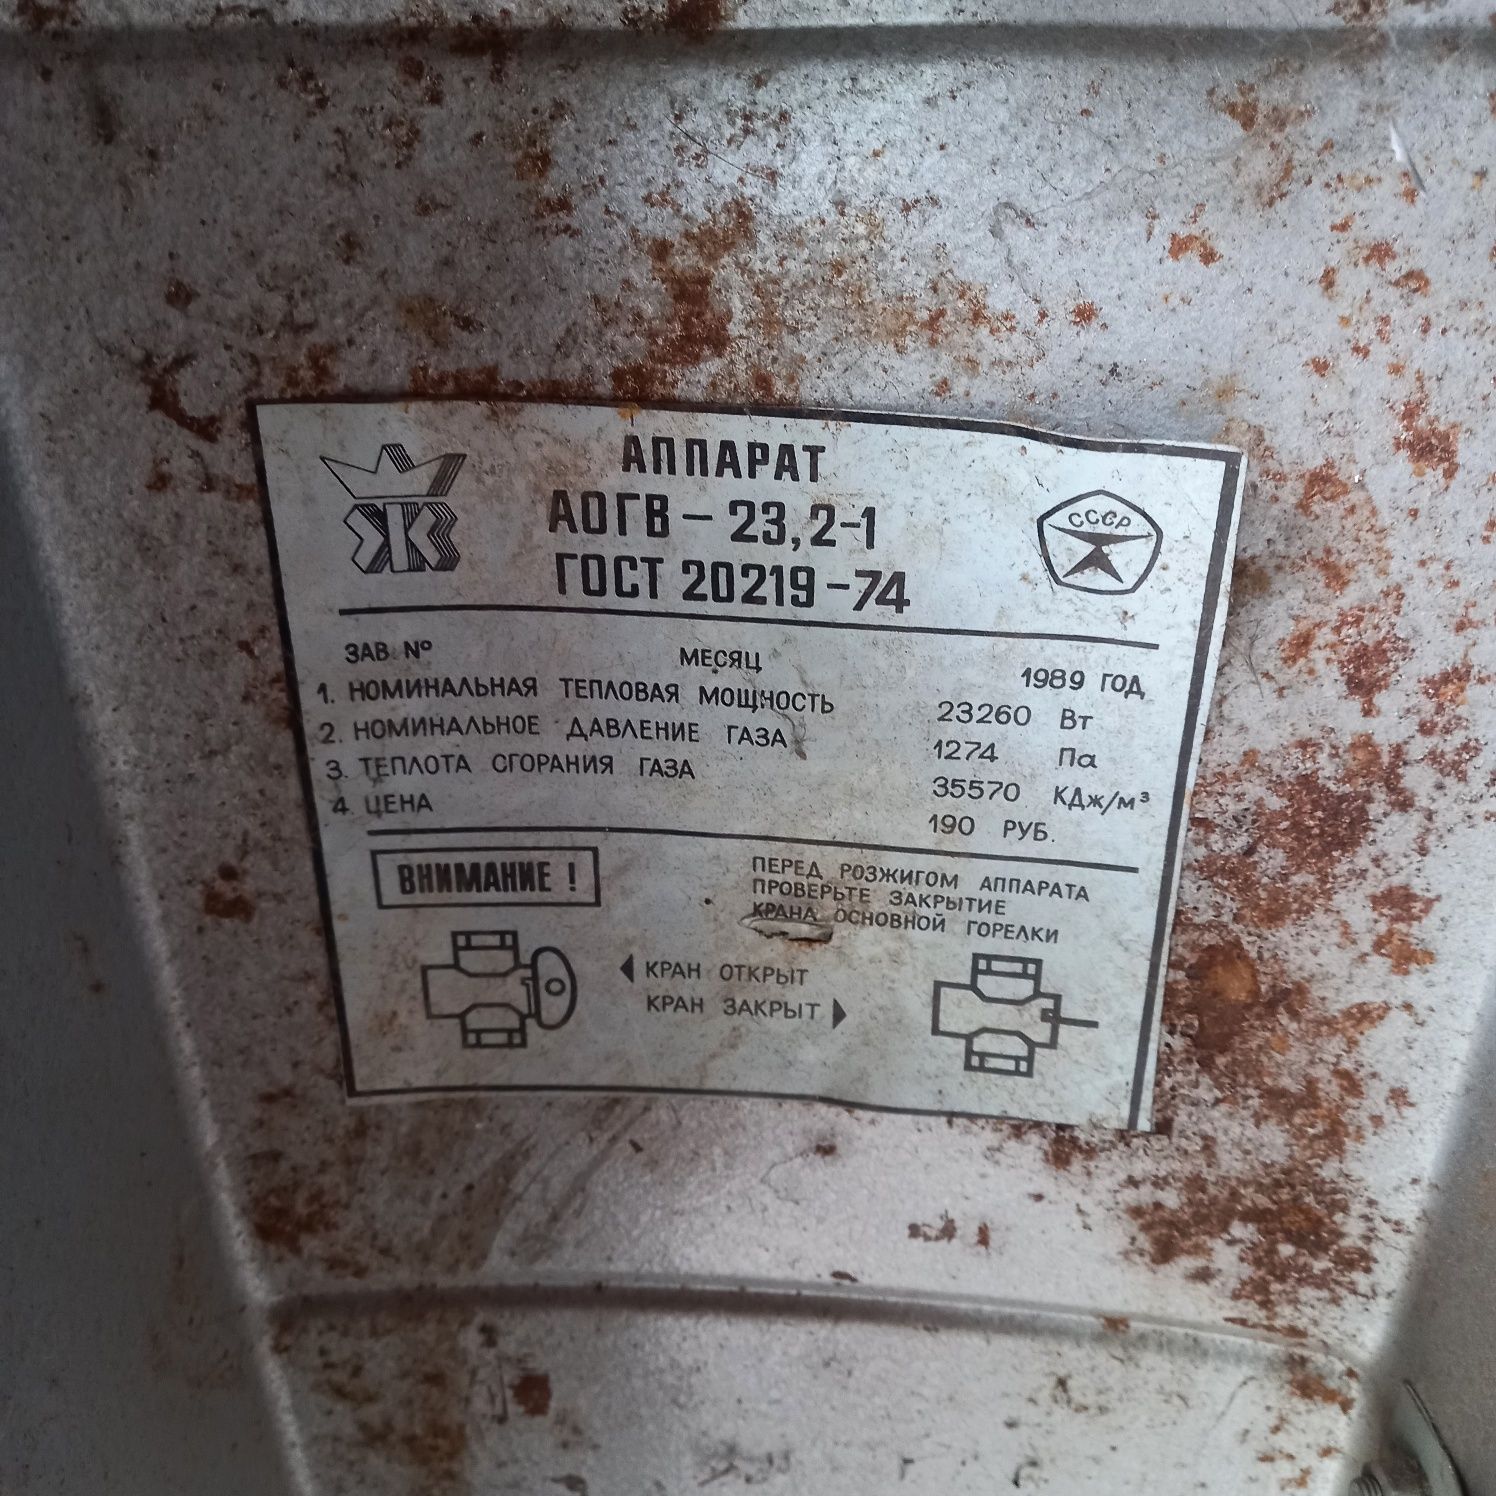 АППАРАТ
АОГВ – 23,2-1
ГОСТ 20219-74
СССР
ЗАВ. № МЕСЯЦ 1989 ГОД
1. НОМИНАЛЬНАЯ ТЕПЛОВАЯ МОЩНОСТЬ 23260 Вт
2. НОМИНАЛЬНОЕ ДАВЛЕНИЕ ГАЗА 1274 Па
3. ТЕПЛОТА СГОРАНИЯ ГАЗА 35570 КДж/м³
4. ЦЕНА 190 РУБ.
ВНИМАНИЕ !
ПЕРЕД РОЗЖИГОМ АППАРАТА
ПРОВЕРЬТЕ ЗАКРЫТИЕ
КРАНА ОСНОВНОЙ ГОРЕЛКИ
КРАН ОТКРЫТ
КРАН ЗАКРЫТ